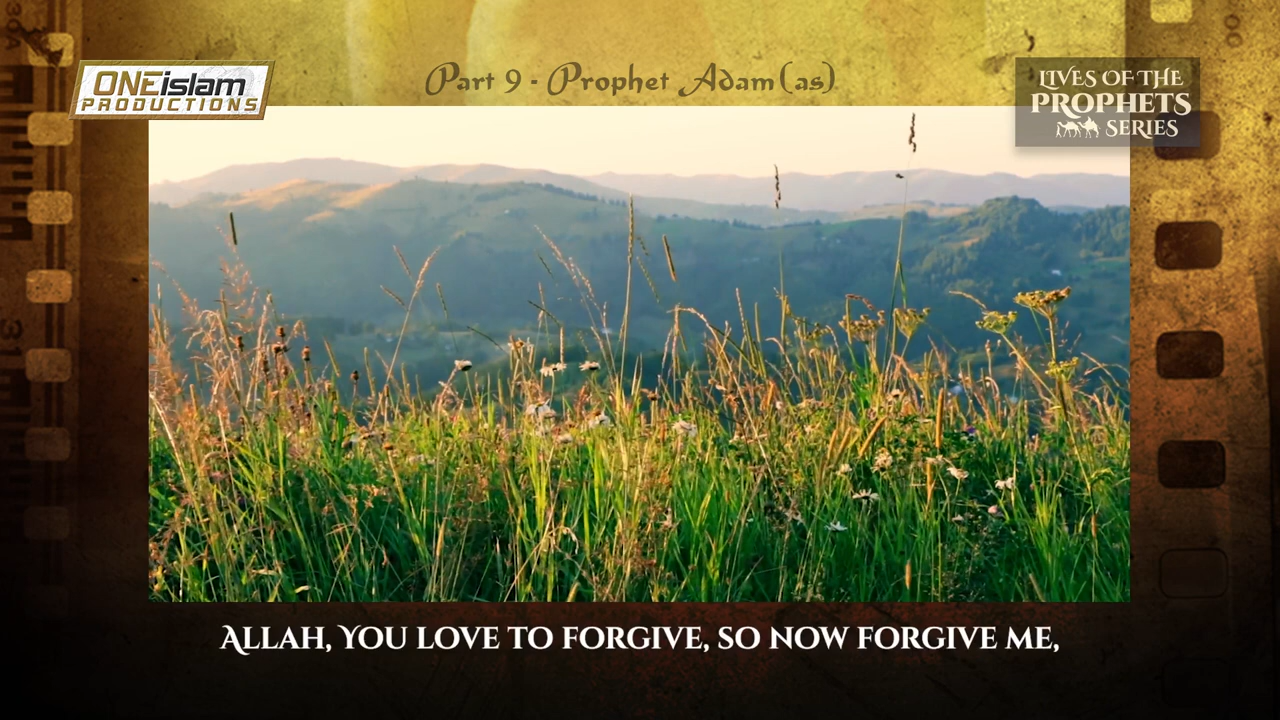 ONEislam
PRODUCTIONS
Part 9 - Prophet Adam (as)
LIVES OF THE
PROPHETS
SERIES
ALLAH, YOU LOVE TO FORGIVE, SO NOW FORGIVE ME,